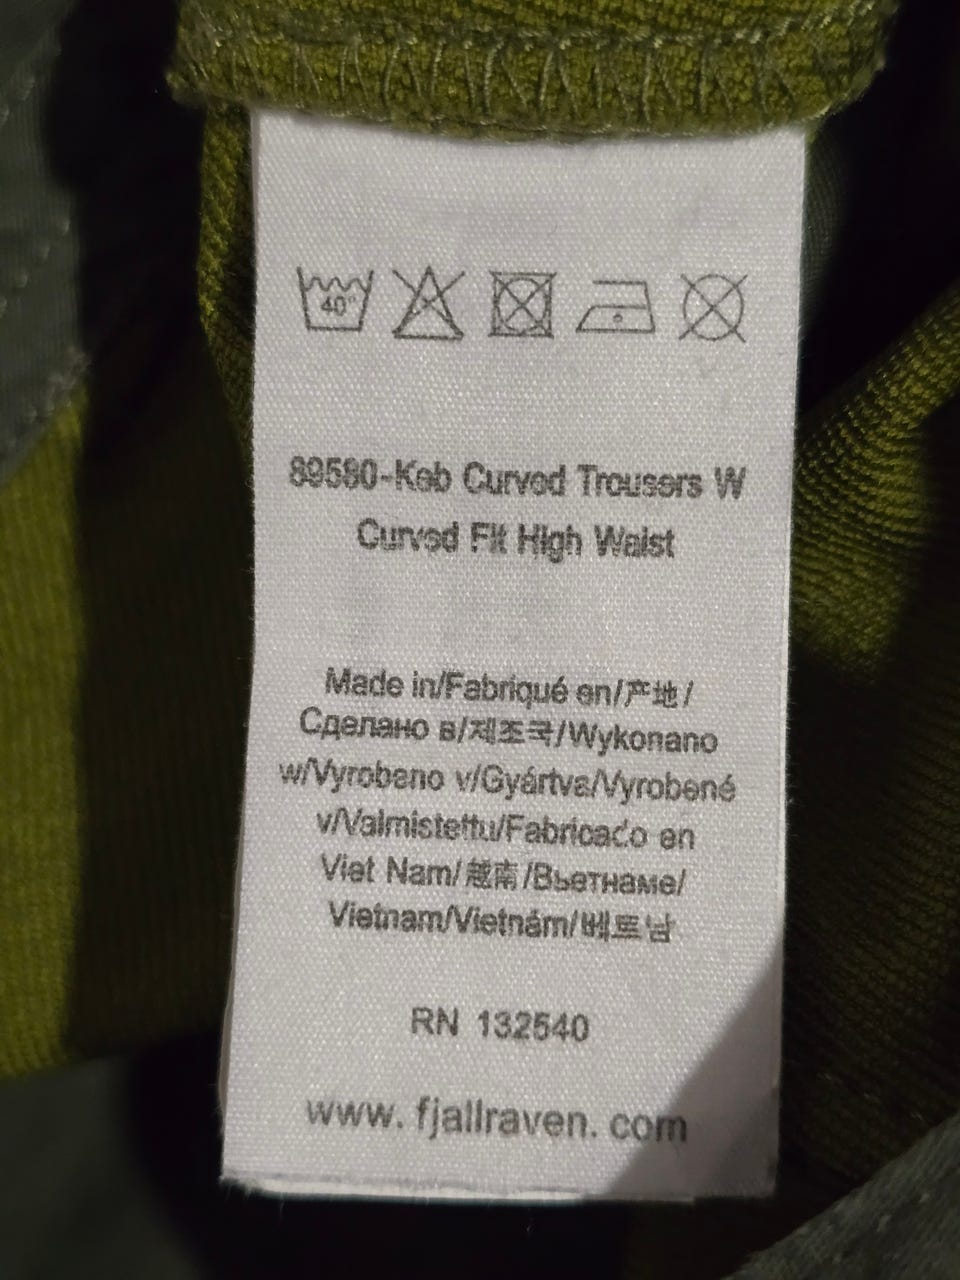 40°
89580-Keb Curved Trousers W
Curved Fit High Waist
Made in/Fabriqué en/产地/
Сделано в/제조국/Wykonano
w/Vyrobeno v/Gyártva/Vyrobené
v/Valmistettu/Fabricado en
Viet Nam/越南/Вьетнаме/
Vietnam/Vietnám/베트남
RN 132540
www. fjallraven. com